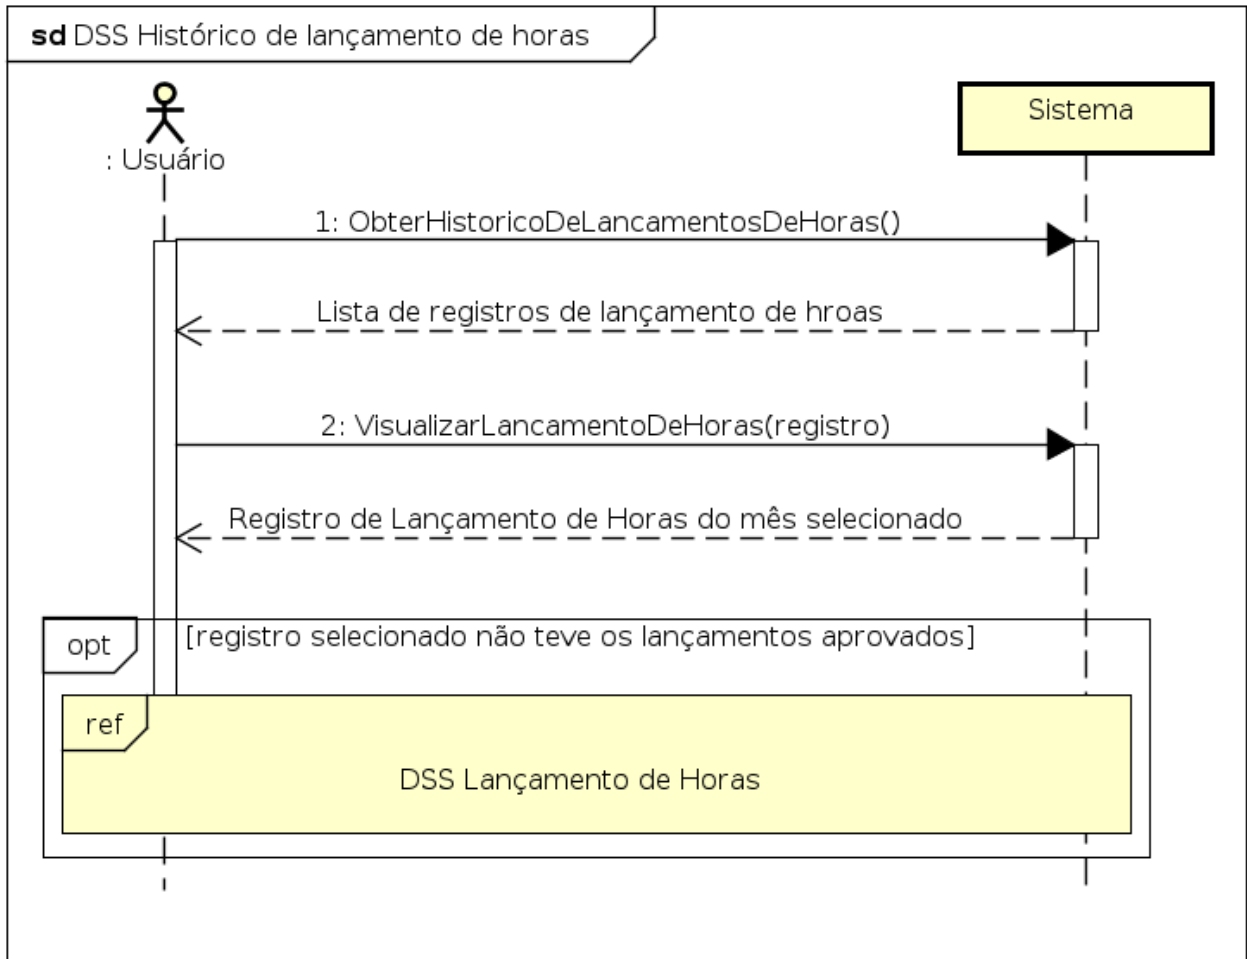 sd DSS Histórico de lançamento de horas
: Usuário
Sistema
1: ObterHistoricoDeLancamentosDeHoras()
Lista de registros de lançamento de hroas
2: VisualizarLancamentoDeHoras(registro)
Registro de Lançamento de Horas do mês selecionado
opt
[registro selecionado não teve os lançamentos aprovados]
ref
DSS Lançamento de Horas